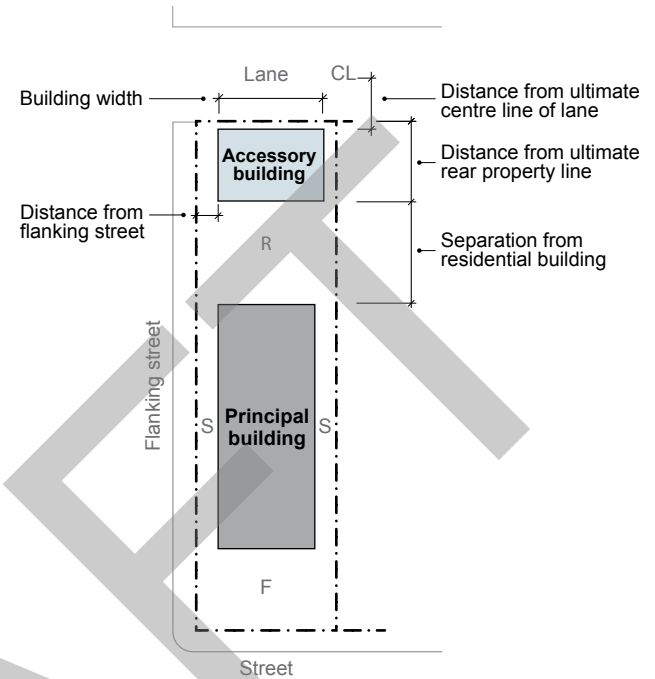 Lane
CL
Building width
Distance from ultimate
centre line of lane
Accessory
building
Distance from ultimate
rear property line
Distance from
flanking street
R
Separation from
residential building
Flanking street
S
Principal
building
S
F
Street